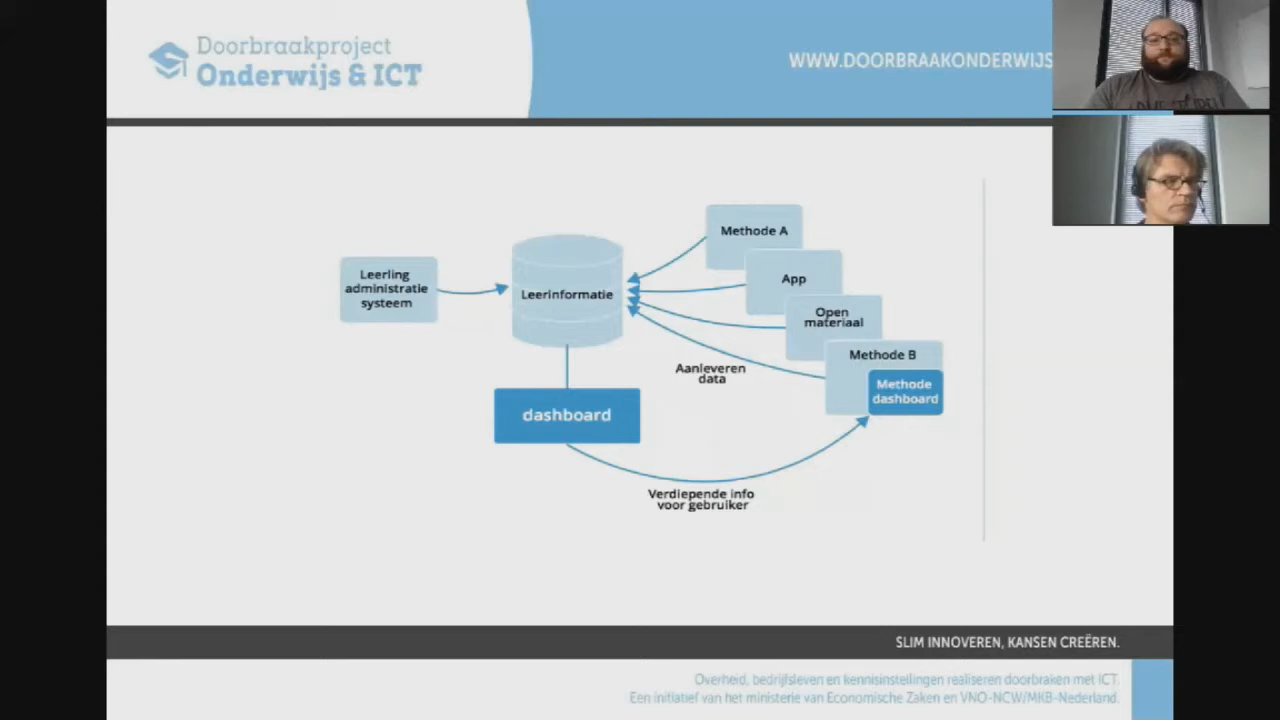 Doorbraakproject
Onderwijs & ICT
WWW.DOORBRAAKONDERWIJS
Methode A
App
Open
materiaal
Methode B
Methode
dashboard
Leerling
administratie
systeem
Leerinformatie
Aanleveren
data
dashboard
Verdiepende info
voor gebruiker
SLIM INNOVEREN, KANSEN CREËREN.
Overheid, bedrijfsleven en kennisinstellingen realiseren doorbraken met ICT.
Een initiatief van het ministerie van Economische Zaken en VNO-NCW/MKB-Nederland.